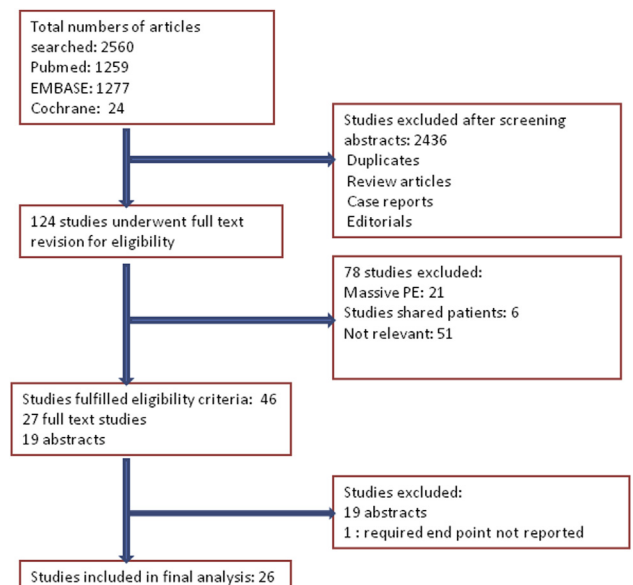 Total numbers of articles
searched: 2560
Pubmed: 1259
EMBASE: 1277
Cochrane: 24
Studies excluded after screening
abstracts: 2436
Duplicates
Review articles
Case reports
Editorials
124 studies underwent full text
revision for eligibility
78 studies excluded:
Massive PE: 21
Studies shared patients: 6
Not relevant: 51
Studies fulfilled eligibility criteria: 46
27 full text studies
19 abstracts
Studies excluded:
19 abstracts
1 : required end point not reported
Studies included in final analysis: 26